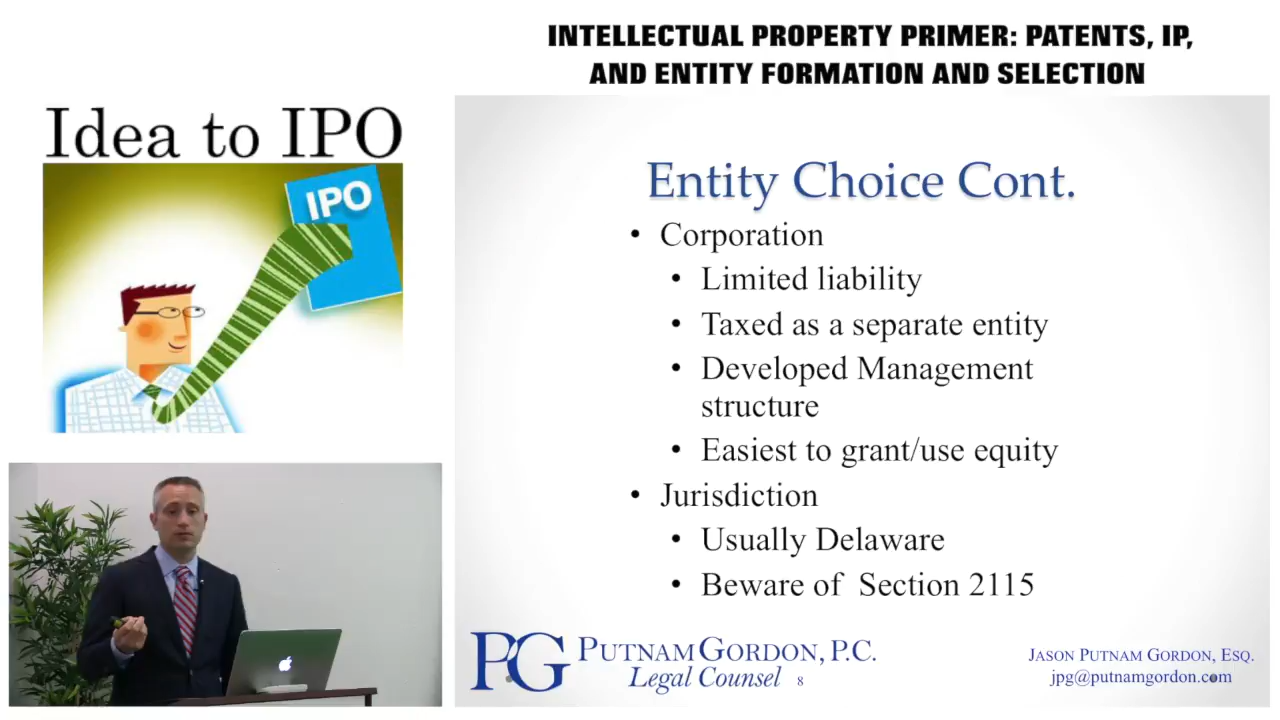 INTELLECTUAL PROPERTY PRIMER: PATENTS, IP,
AND ENTITY FORMATION AND SELECTION
Idea to IPO
IPO
Entity Choice Cont.
• Corporation
• Limited liability
• Taxed as a separate entity
• Developed Management
structure
• Easiest to grant/use equity
• Jurisdiction
• Usually Delaware
• Beware of Section 2115
PG PUTNAM GORDON, P.C.
Legal Counsel 8
JASON PUTNAM GORDON, ESQ.
jpg@putnamgordon.com